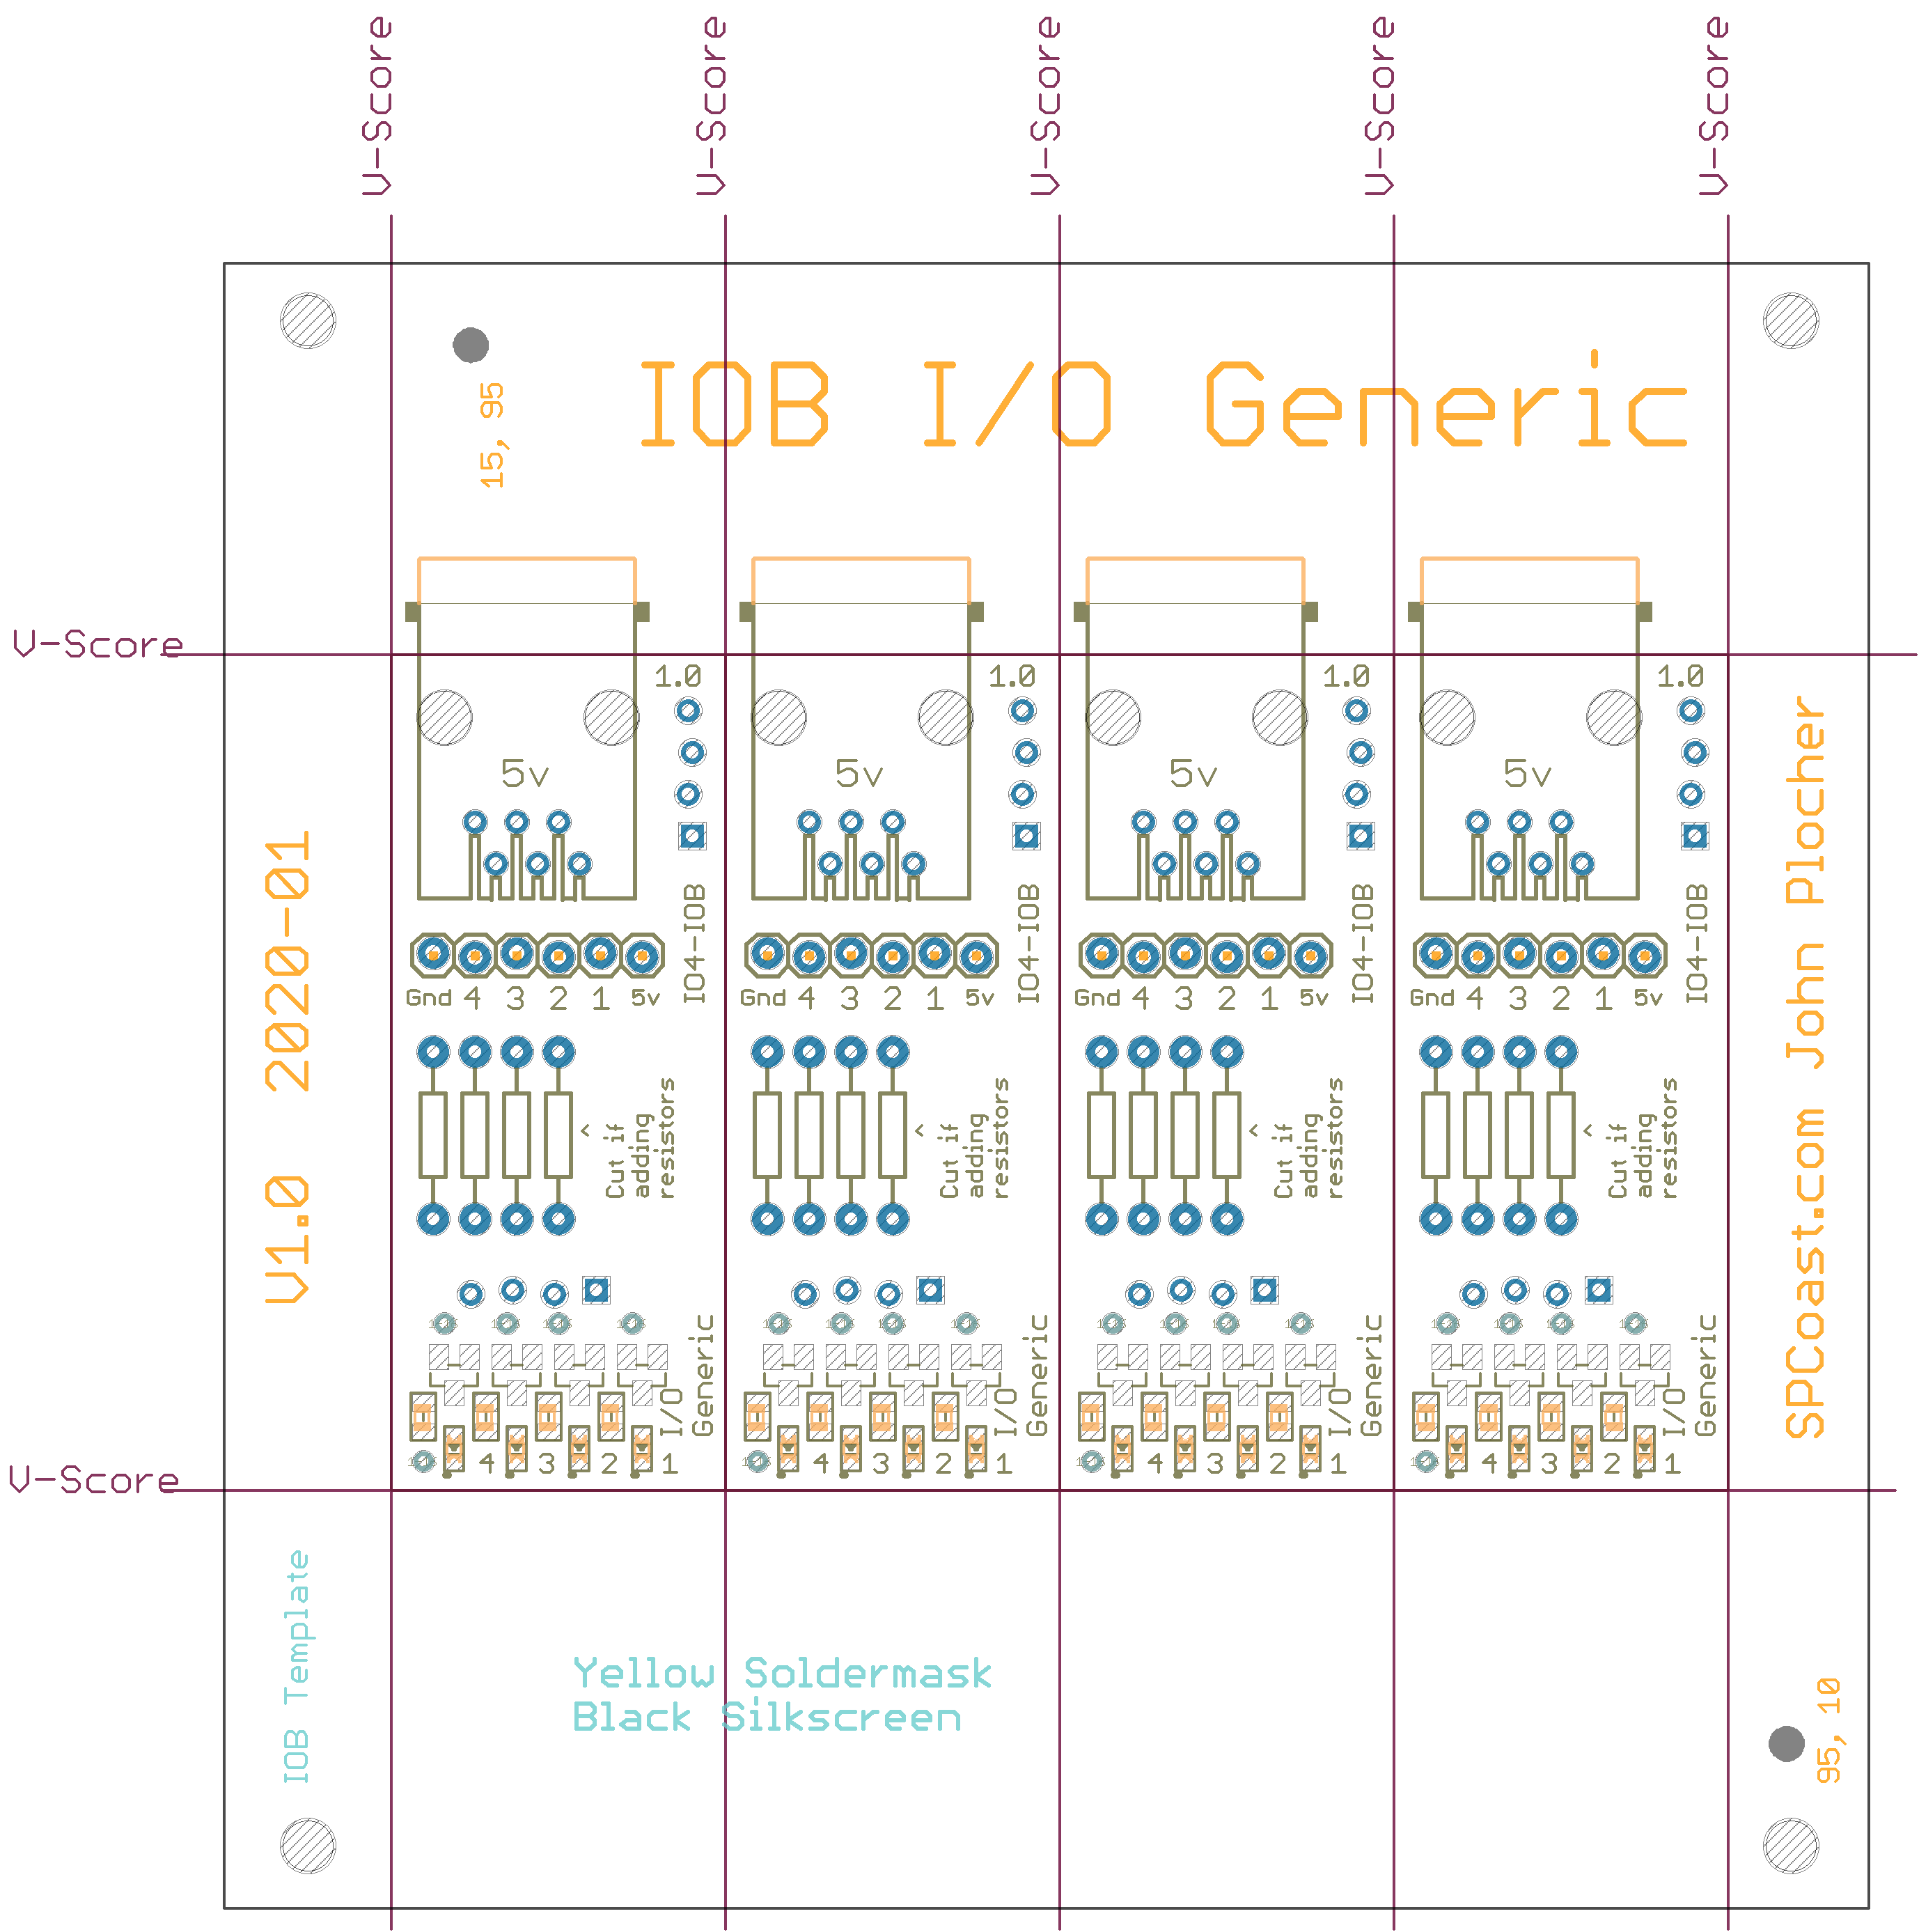 V-Score
V-Score
V-Score
V-Score
V-Score
IOB I/O Generic
15, 95
V-Score
V1.0 2020-01
SPCoast.com John Plocher
1.0
5v
IO4-IOB
Gnd 4 3 2 1 5v
^
Cut if
adding
resistors
I/O
Generic
4 3 2 1
1.0
5v
IO4-IOB
Gnd 4 3 2 1 5v
^
Cut if
adding
resistors
I/O
Generic
4 3 2 1
1.0
5v
IO4-IOB
Gnd 4 3 2 1 5v
^
Cut if
adding
resistors
I/O
Generic
4 3 2 1
1.0
5v
IO4-IOB
Gnd 4 3 2 1 5v
^
Cut if
adding
resistors
I/O
Generic
4 3 2 1
V-Score
IOB Template
Yellow Soldermask
Black Silkscreen
95, 10